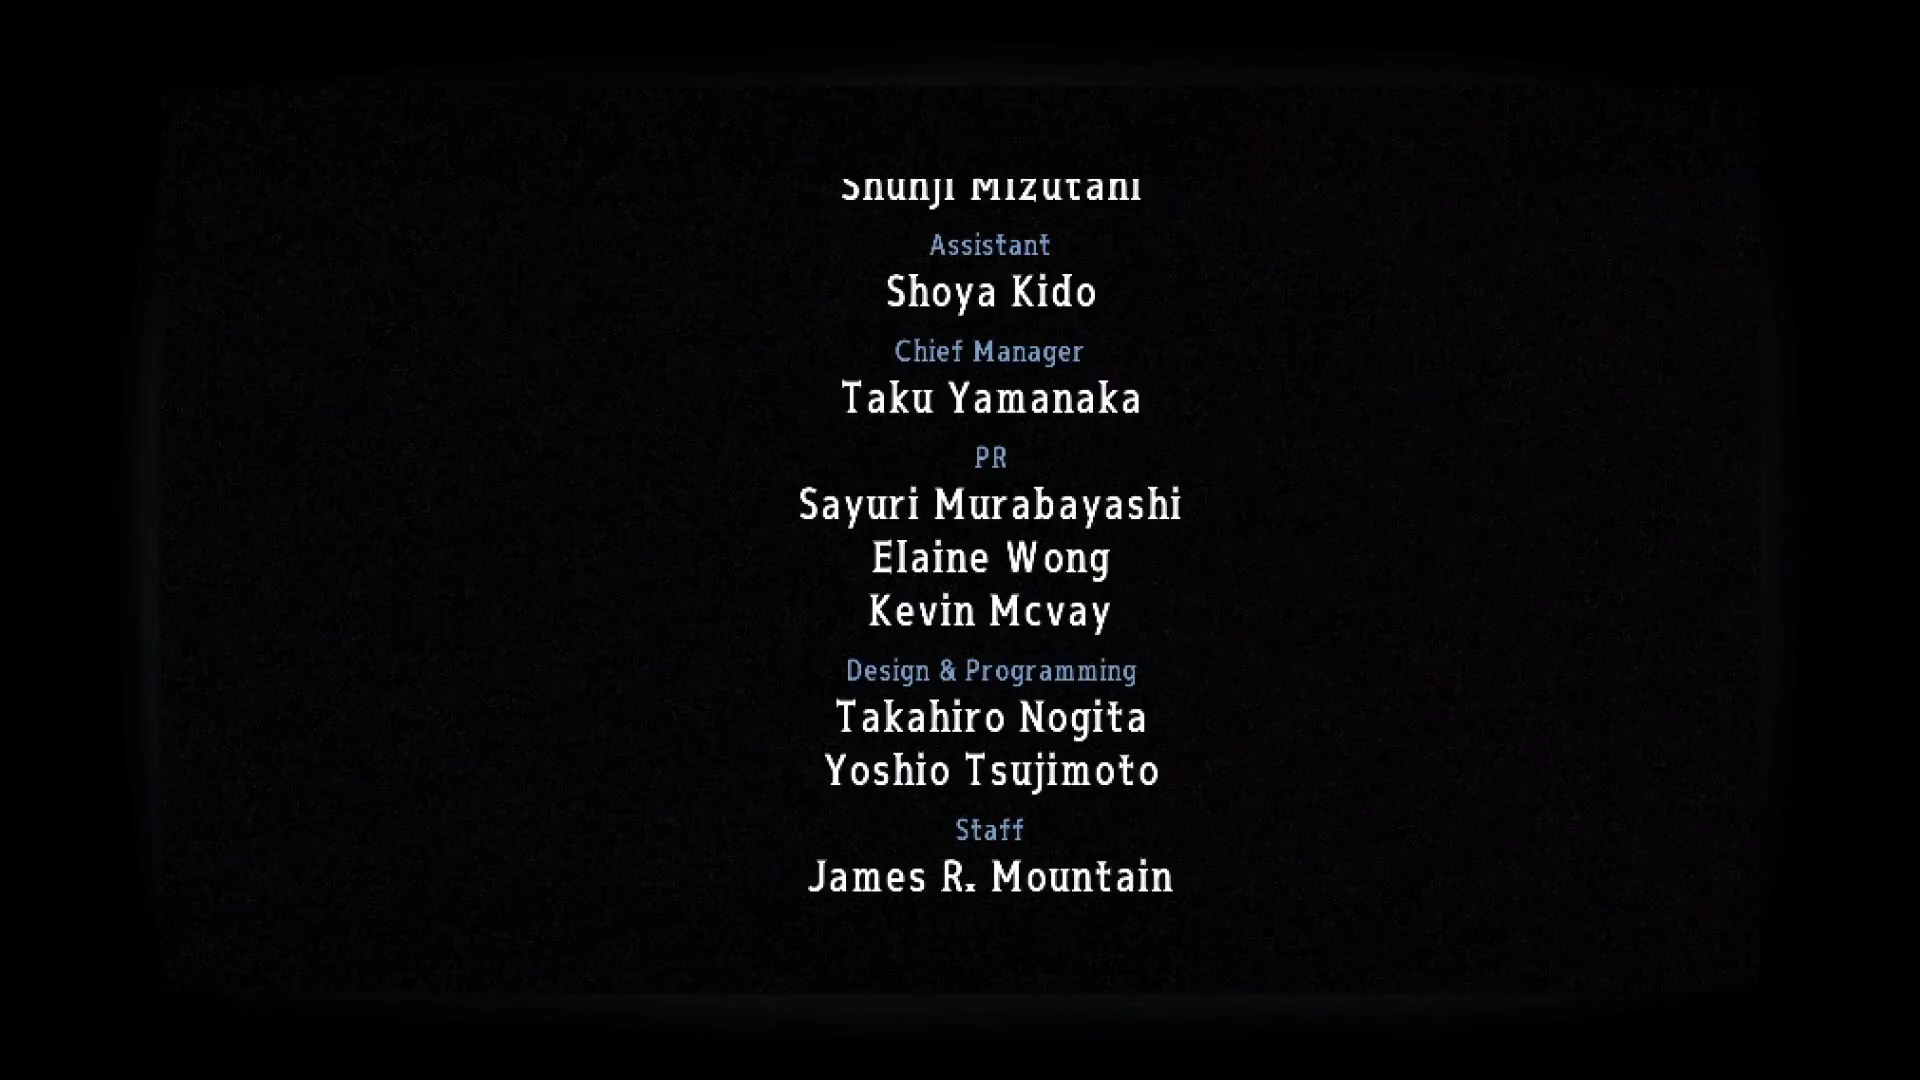 Shunji Mizutani
Assistant
Shoya Kido
Chief Manager
Taku Yamanaka
PR
Sayuri Murabayashi
Elaine Wong
Kevin Mcvay
Design & Programming
Takahiro Nogita
Yoshio Tsujimoto
Staff
James R. Mountain